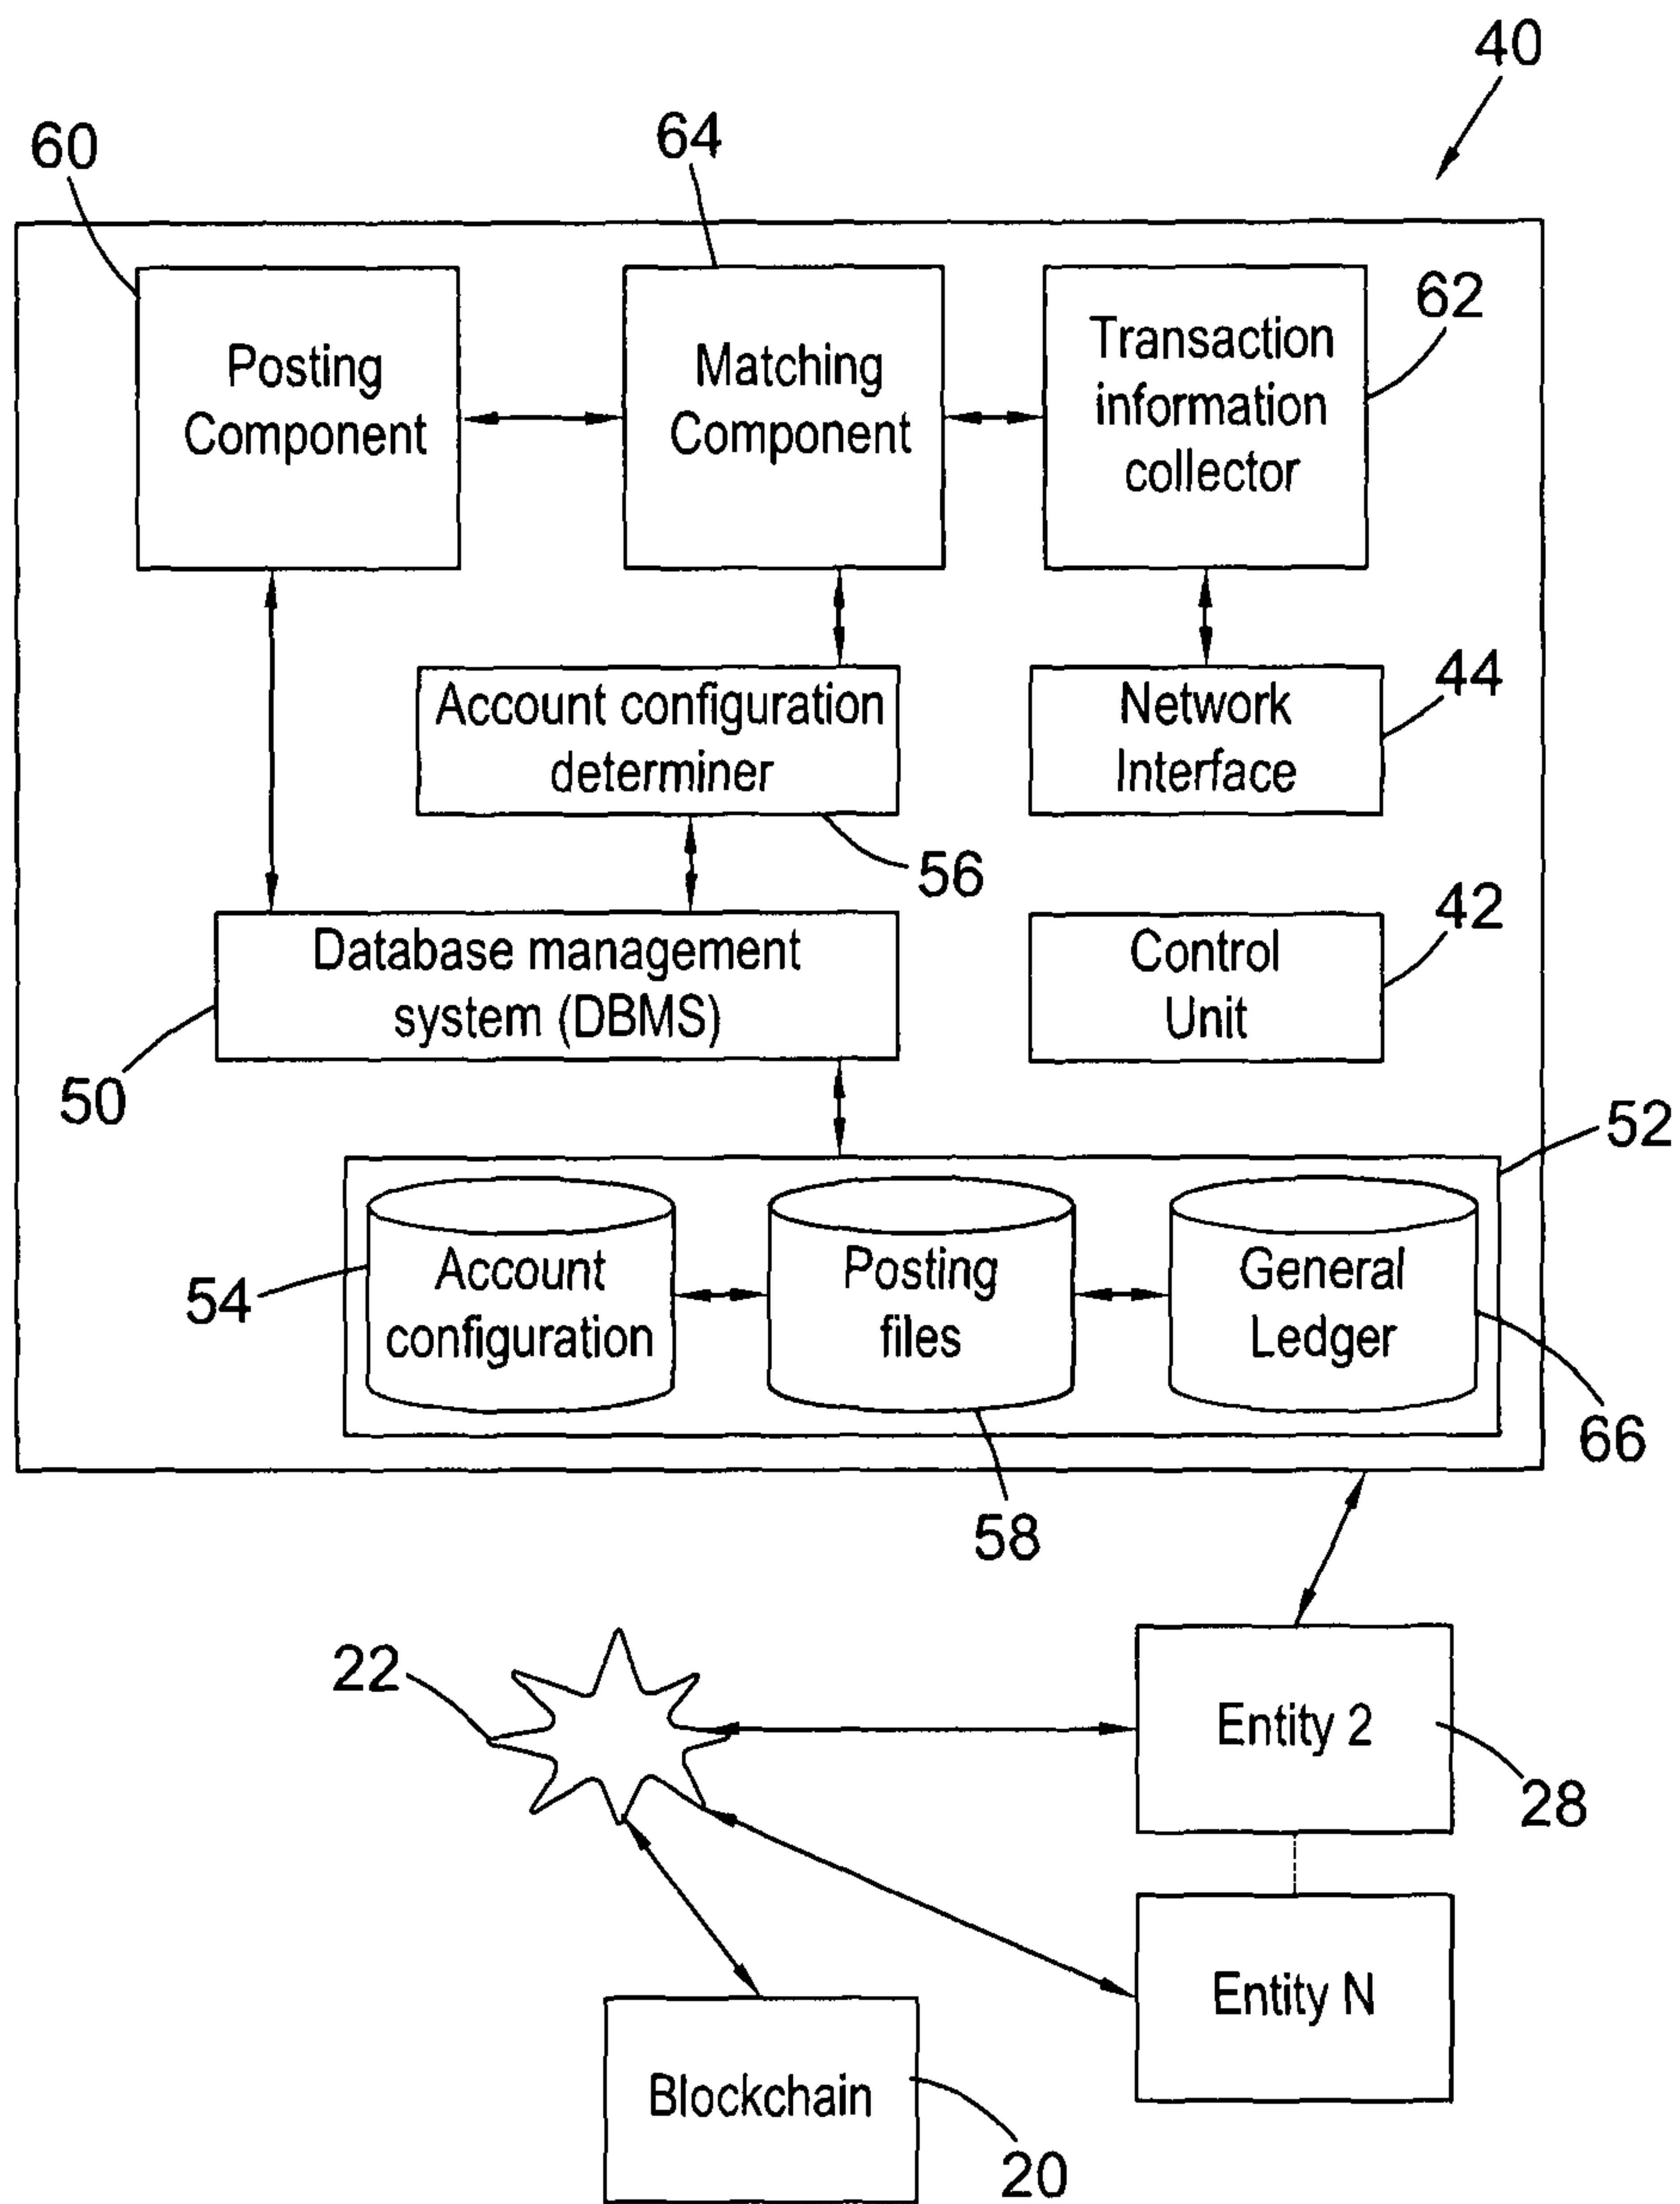 40
60
64
Posting
Component
Matching
Component
Transaction
information
collector
62
Account configuration
determiner
Network
Interface
44
56
Database management
system (DBMS)
Control
Unit
42
50
52
Account
configuration
Posting
files
General
Ledger
54
66
58
22
Entity 2
28
Entity N
Blockchain
20